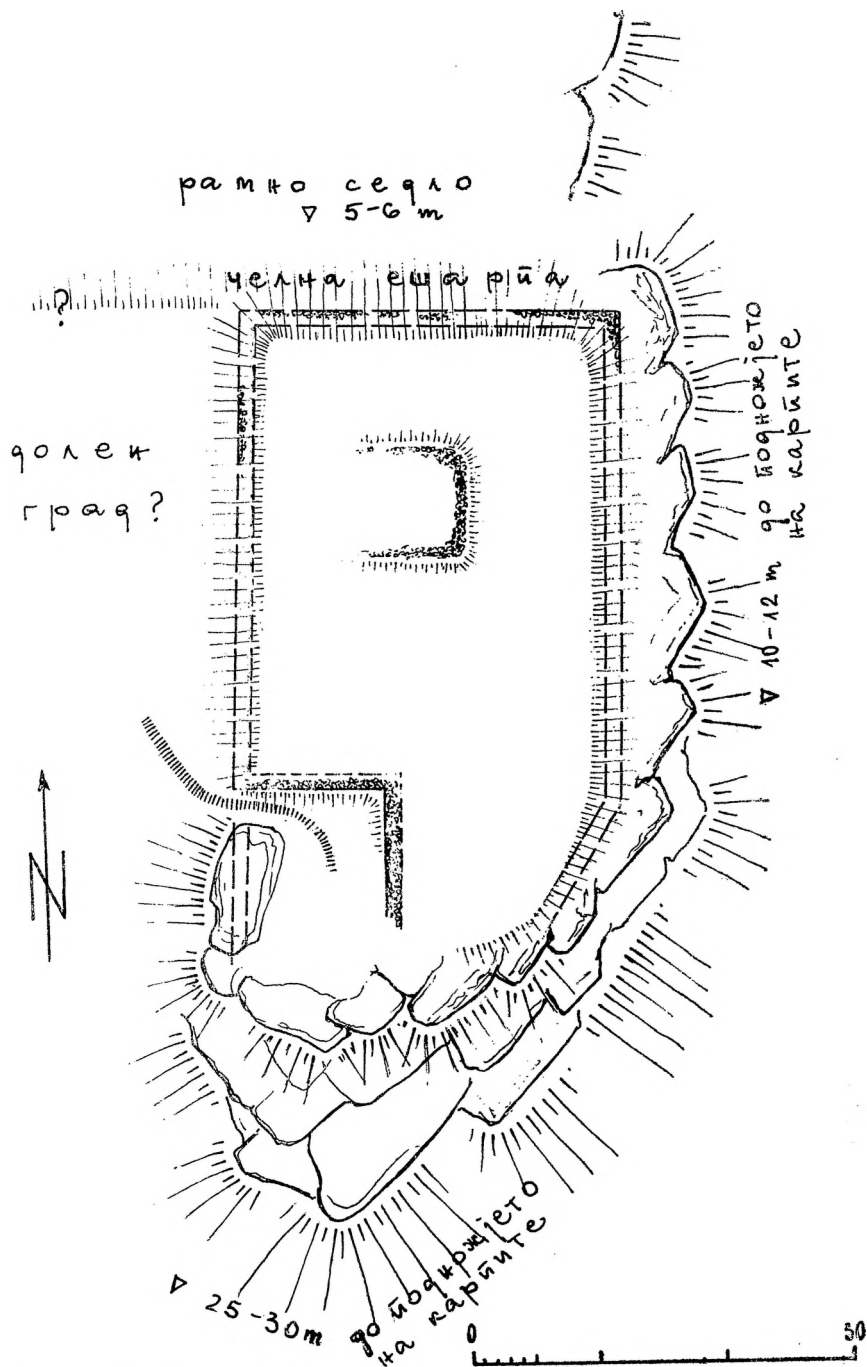 рамно седло
▽ 5-6 m
челна ешарпа
?
долен
град?
▽ 10-12 m до подножјето
на карпите
N
▽ 25-30 m до подножјето
на карпите
0 50